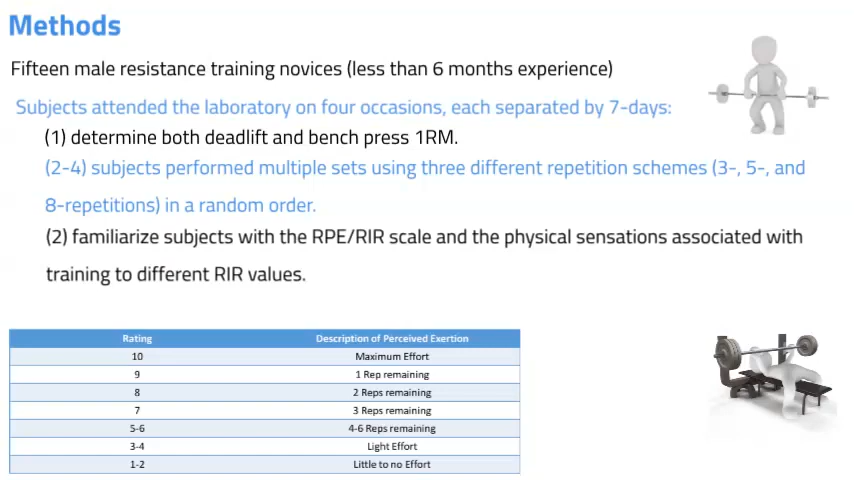 Methods
Fifteen male resistance training novices (less than 6 months experience)
Subjects attended the laboratory on four occasions, each separated by 7-days:
(1) determine both deadlift and bench press 1RM.
(2-4) subjects performed multiple sets using three different repetition schemes (3-, 5-, and
8-repetitions) in a random order.
(2) familiarize subjects with the RPE/RIR scale and the physical sensations associated with
training to different RIR values.
Rating Description of Perceived Exertion
10 Maximum Effort
9 1 Rep remaining
8 2 Reps remaining
7 3 Reps remaining
5-6 4-6 Reps remaining
3-4 Light Effort
1-2 Little to no Effort